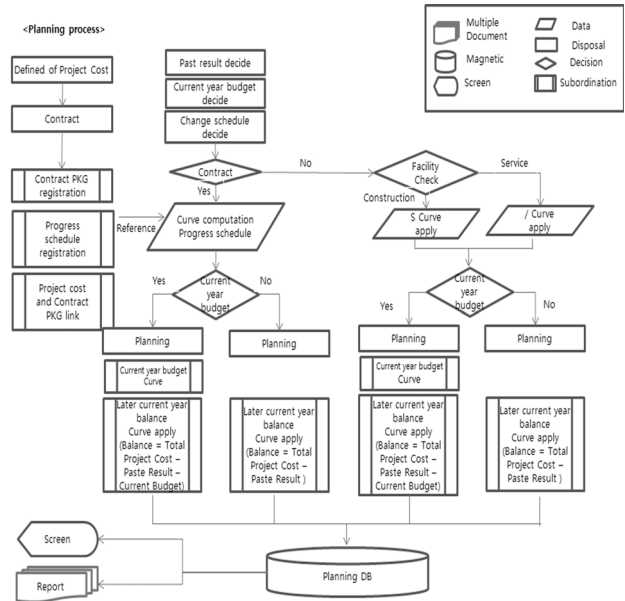 <Planning process>
Multiple
Document
Data
Disposal
Magnetic
Decision
Screen
Subordination
Defined of Project Cost
Contract
Contract PKG
registration
Progress
schedule
registration
Project cost
and Contract
PKG link
Reference
Past result decide
Current year budget
decide
Change schedule
decide
Contract
No
Yes
Curve computation
Progress schedule
Facility
Check
Service
Construction
S Curve
apply
/ Curve
apply
Current
year
budget
Yes
No
Current
year
budget
Yes
No
Planning
Planning
Planning
Planning
Current year budget
Curve
Current year budget
Curve
Later current year
balance
Curve apply
(Balance = Total
Project Cost –
Paste Result –
Current Budget)
Later current year
balance
Curve apply
(Balance = Total
Project Cost –
Paste Result )
Later current year
balance
Curve apply
(Balance = Total
Project Cost –
Paste Result –
Current Budget)
Later current year
balance
Curve apply
(Balance = Total
Project Cost –
Paste Result )
Screen
Report
Planning DB